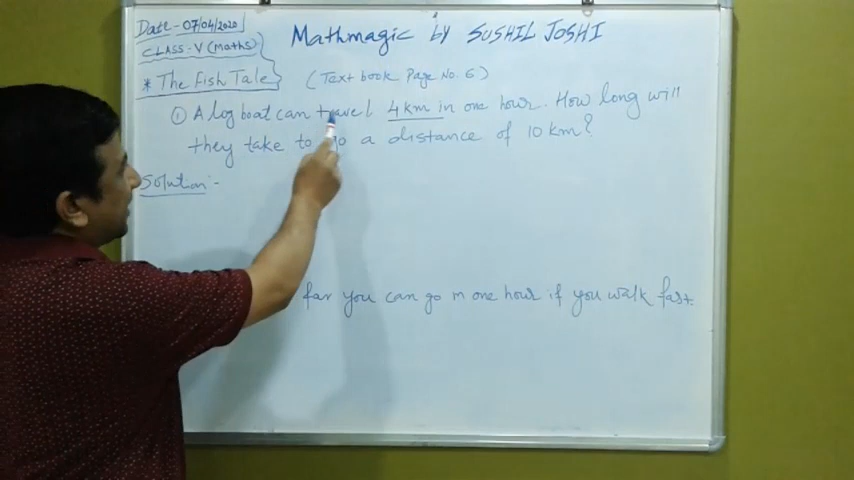 Date - 07/04/2020
Mathmagic by SUSHIL JOSHI
CLASS - V (Maths)
* The Fish Tale (Text book Page No. 6)
① A log boat can travel 4 km in one hour. How long will
they take to go a distance of 10 km?
Solution :-
far you can go in one hour if you walk fast.